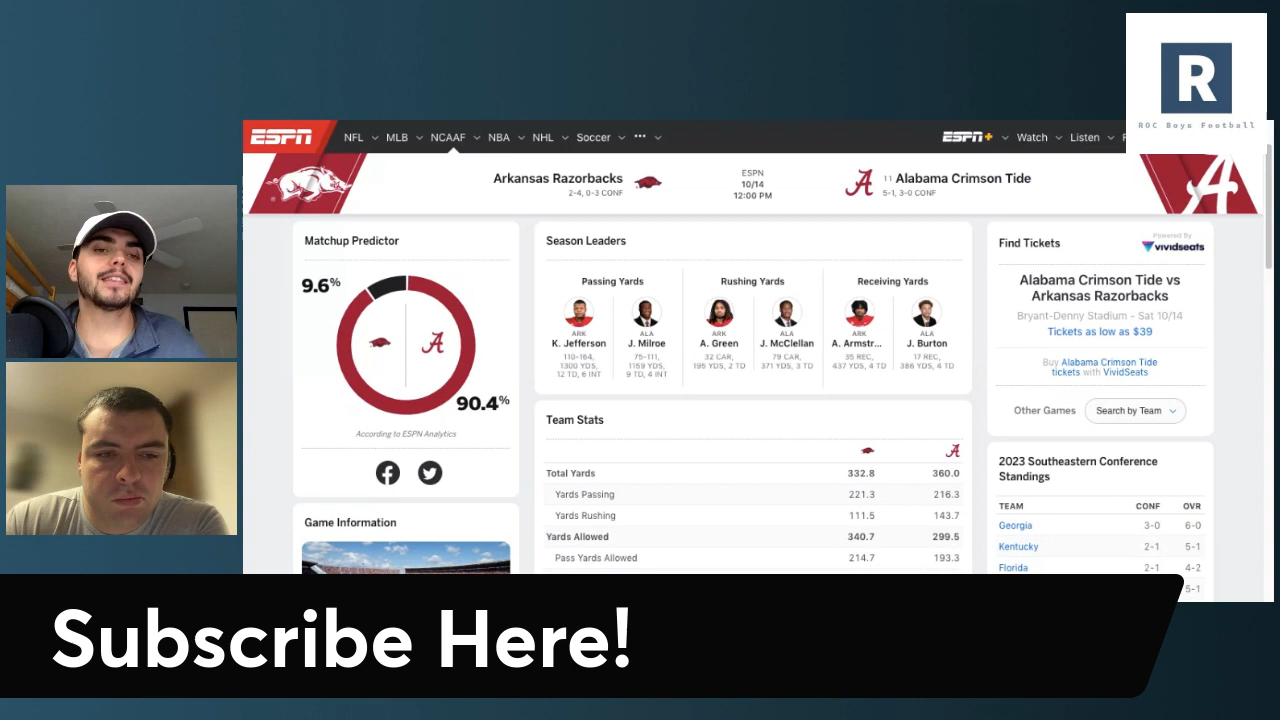 R
ROC Boys Football
ESPN
NFL MLB NCAAF NBA NHL Soccer ••• ESPN+ Watch Listen
Arkansas Razorbacks
2-4, 0-3 CONF
ESPN
10/14
12:00 PM
11 Alabama Crimson Tide
5-1, 3-0 CONF
Matchup Predictor
9.6%
90.4%
According to ESPN Analytics
Game Information
Season Leaders
Passing Yards Rushing Yards Receiving Yards
ARK ALA ARK ALA ARK ALA
K. Jefferson J. Milroe A. Green J. McClellan A. Armstr... J. Burton
110-164, 75-111, 32 CAR, 79 CAR, 35 REC, 17 REC,
1300 YDS, 1159 YDS, 195 YDS, 2 TD 371 YDS, 3 TD 437 YDS, 4 TD 386 YDS, 4 TD
12 TD, 6 INT 9 TD, 4 INT
Team Stats
Total Yards 332.8 360.0
Yards Passing 221.3 216.3
Yards Rushing 111.5 143.7
Yards Allowed 340.7 299.5
Pass Yards Allowed 214.7 193.3
Find Tickets
Powered By
vividseats
Alabama Crimson Tide vs
Arkansas Razorbacks
Bryant-Denny Stadium - Sat 10/14
Tickets as low as $39
Buy Alabama Crimson Tide
tickets with VividSeats
Other Games Search by Team
2023 Southeastern Conference
Standings
TEAM CONF OVR
Georgia 3-0 6-0
Kentucky 2-1 5-1
Florida 2-1 4-2
5-1
Subscribe Here!